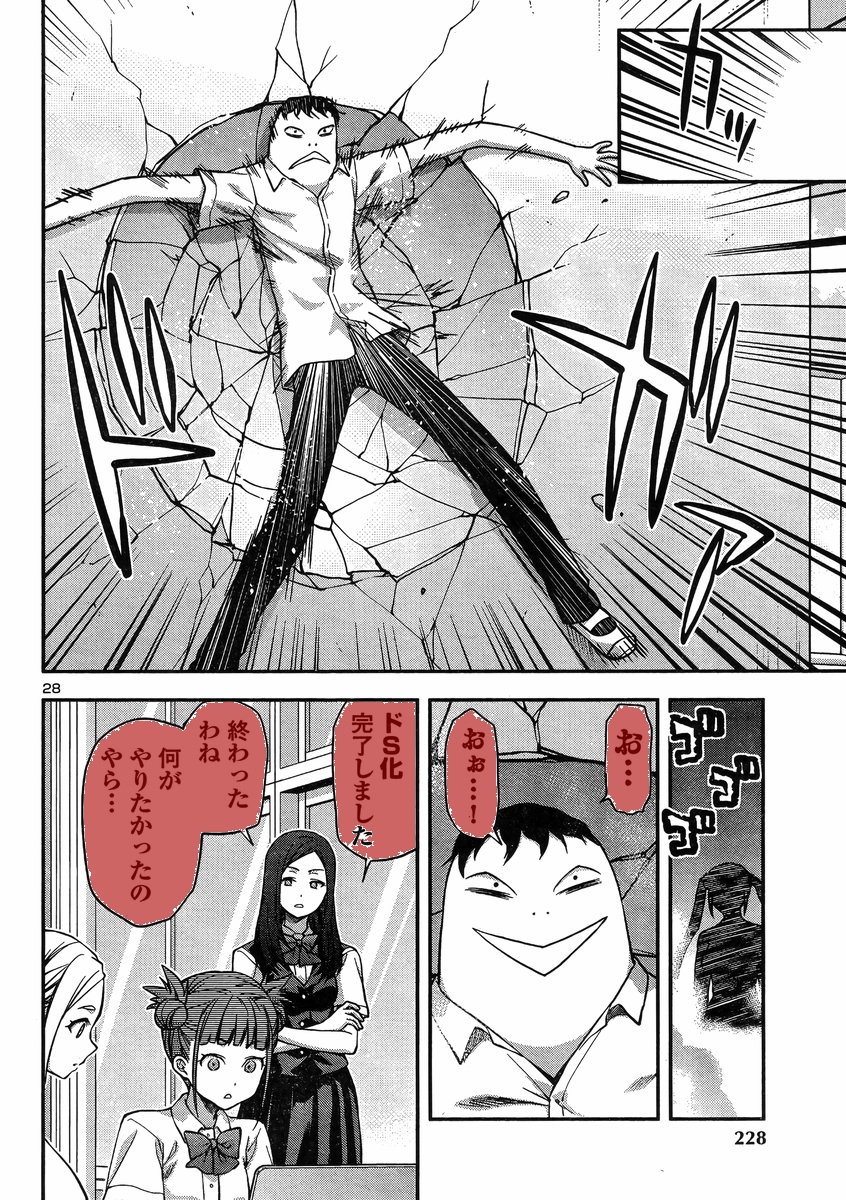 カッ
ドガァ
28
ゴゴゴゴ
お…
おぉ…!
ドS化
完了しました
終わった
わね
何が
やりたかったの
やら…
228